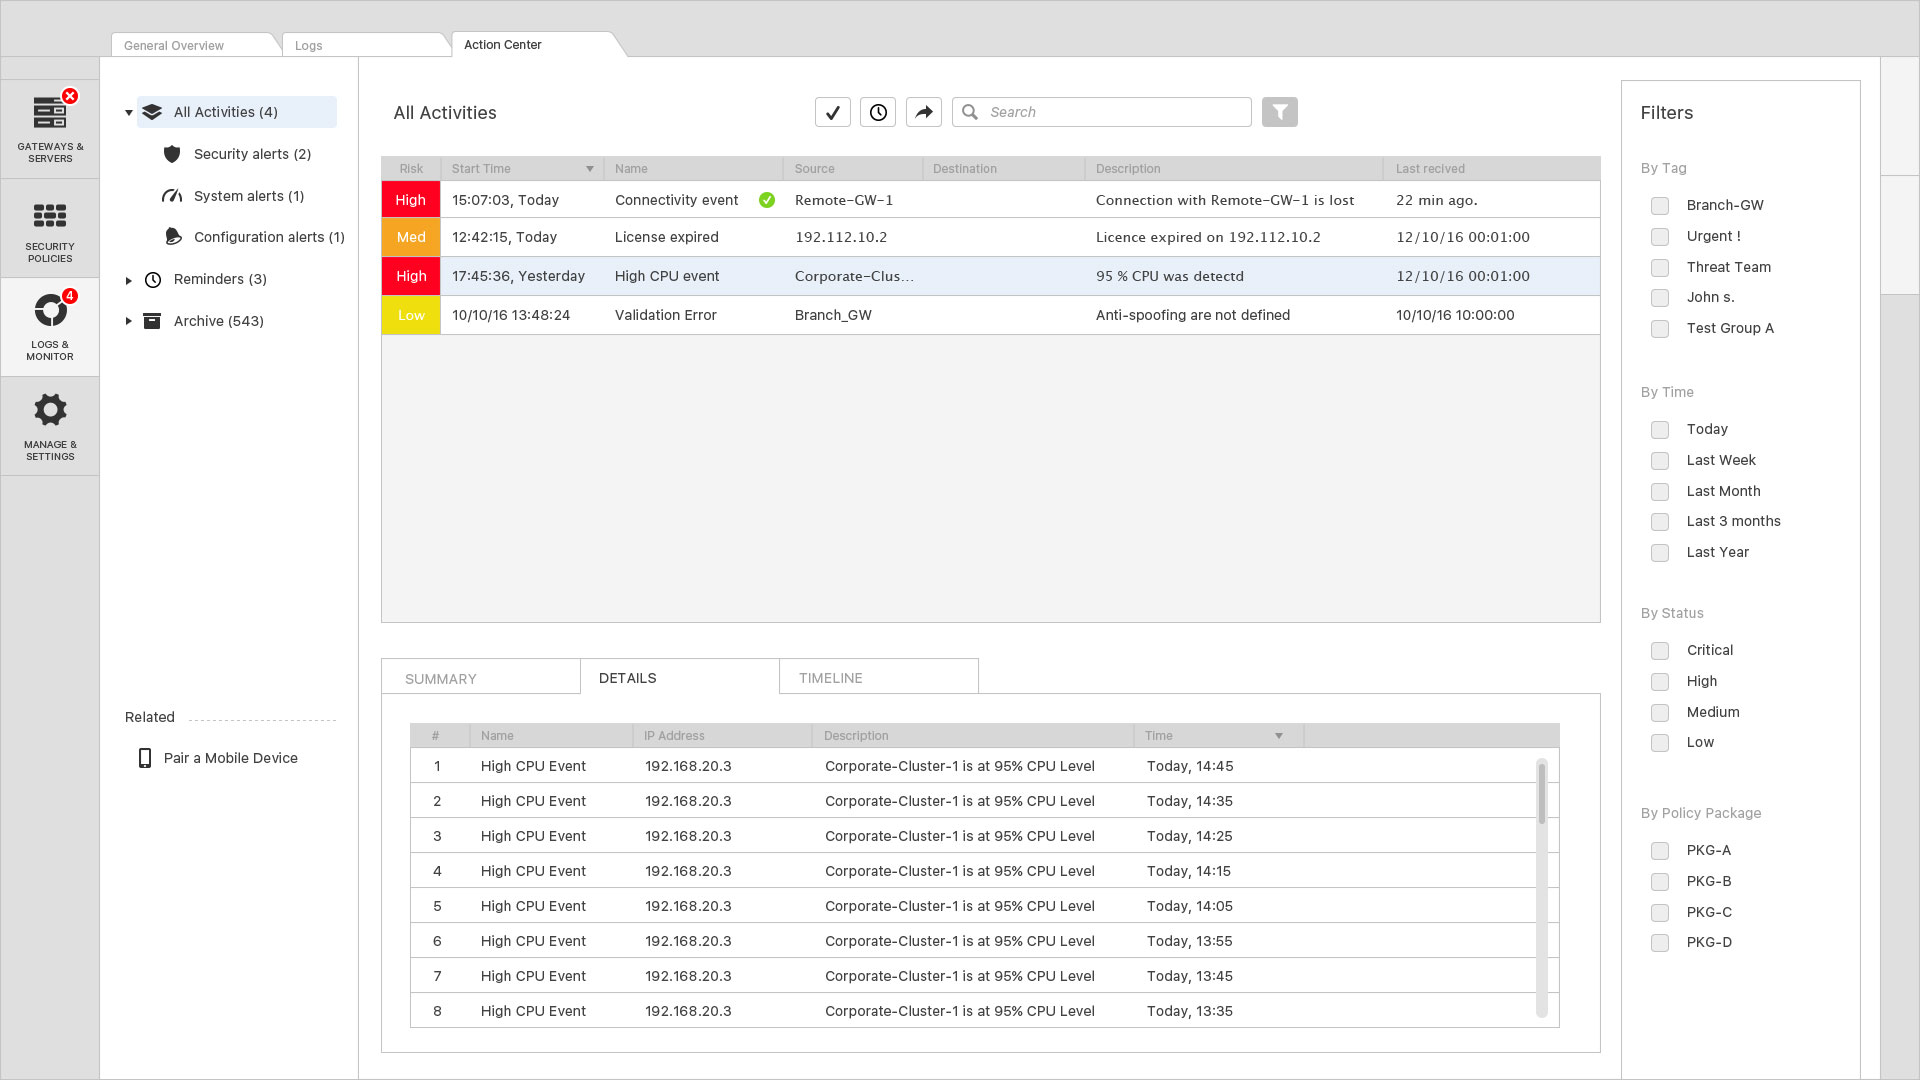 General Overview
Logs
Action Center
GATEWAYS &
SERVERS
SECURITY
POLICIES
4
LOGS &
MONITOR
MANAGE &
SETTINGS
All Activities (4)
Security alerts (2)
System alerts (1)
Configuration alerts (1)
Reminders (3)
Archive (543)
Related
Pair a Mobile Device
All Activities
Search
Risk Start Time Name Source Destination Description Last recived
High 15:07:03, Today Connectivity event Remote-GW-1 Connection with Remote-GW-1 is lost 22 min ago.
Med 12:42:15, Today License expired 192.112.10.2 Licence expired on 192.112.10.2 12/10/16 00:01:00
High 17:45:36, Yesterday High CPU event Corporate-Clus... 95 % CPU was detectd 12/10/16 00:01:00
Low 10/10/16 13:48:24 Validation Error Branch_GW Anti-spoofing are not defined 10/10/16 10:00:00
SUMMARY
DETAILS
TIMELINE
# Name IP Address Description Time
1 High CPU Event 192.168.20.3 Corporate-Cluster-1 is at 95% CPU Level Today, 14:45
2 High CPU Event 192.168.20.3 Corporate-Cluster-1 is at 95% CPU Level Today, 14:35
3 High CPU Event 192.168.20.3 Corporate-Cluster-1 is at 95% CPU Level Today, 14:25
4 High CPU Event 192.168.20.3 Corporate-Cluster-1 is at 95% CPU Level Today, 14:15
5 High CPU Event 192.168.20.3 Corporate-Cluster-1 is at 95% CPU Level Today, 14:05
6 High CPU Event 192.168.20.3 Corporate-Cluster-1 is at 95% CPU Level Today, 13:55
7 High CPU Event 192.168.20.3 Corporate-Cluster-1 is at 95% CPU Level Today, 13:45
8 High CPU Event 192.168.20.3 Corporate-Cluster-1 is at 95% CPU Level Today, 13:35
Filters
By Tag
Branch-GW
Urgent !
Threat Team
John s.
Test Group A
By Time
Today
Last Week
Last Month
Last 3 months
Last Year
By Status
Critical
High
Medium
Low
By Policy Package
PKG-A
PKG-B
PKG-C
PKG-D